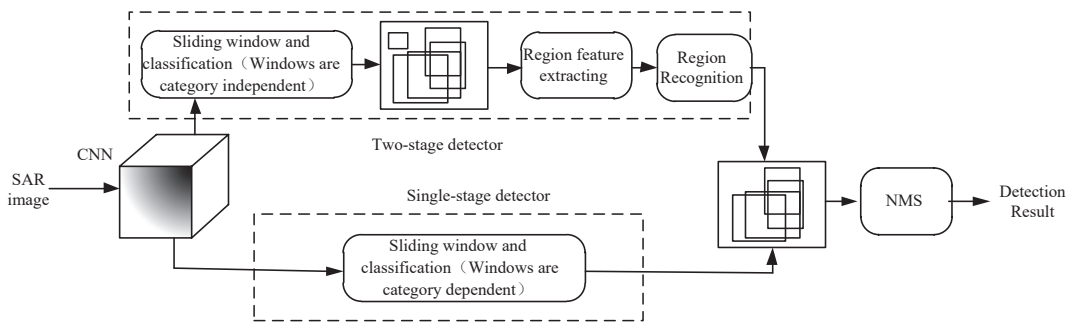 Sliding window and
classification（Windows are
category independent）
Region feature
extracting
Region
Recognition
Two-stage detector
CNN
SAR
image
Single-stage detector
Sliding window and
classification（Windows are
category dependent）
NMS
Detection
Result